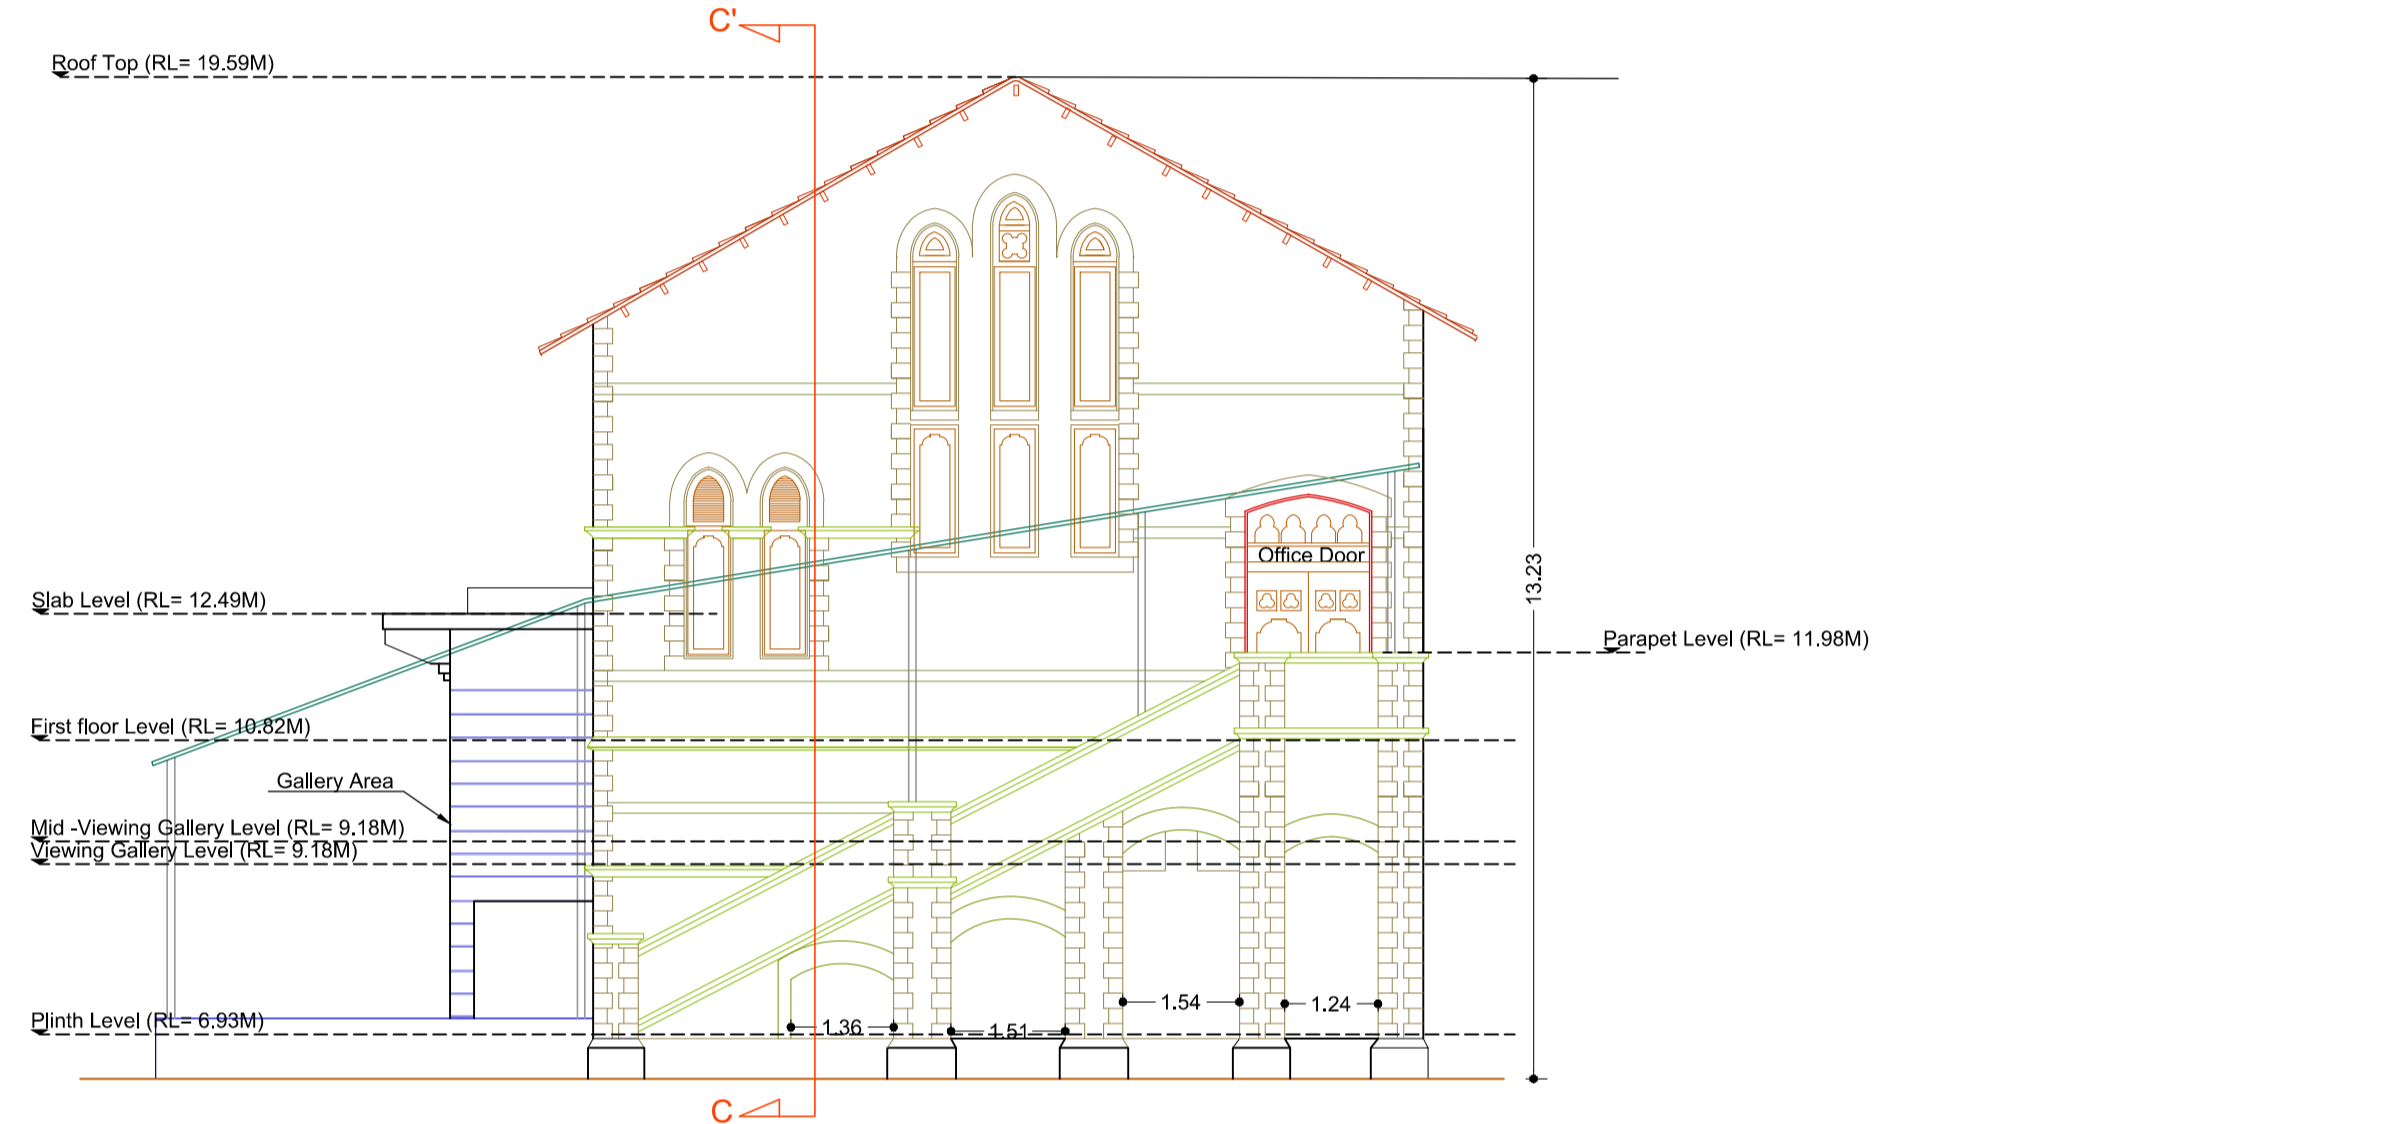 C'
Roof Top (RL= 19.59M)
Office Door
13.23
Slab Level (RL= 12.49M)
Parapet Level (RL= 11.98M)
First floor Level (RL= 10.82M)
Gallery Area
Mid -Viewing Gallery Level (RL= 9.18M)
Viewing Gallery Level (RL= 9.18M)
1.54
1.24
Plinth Level (RL= 6.93M)
1.36
1.51
C